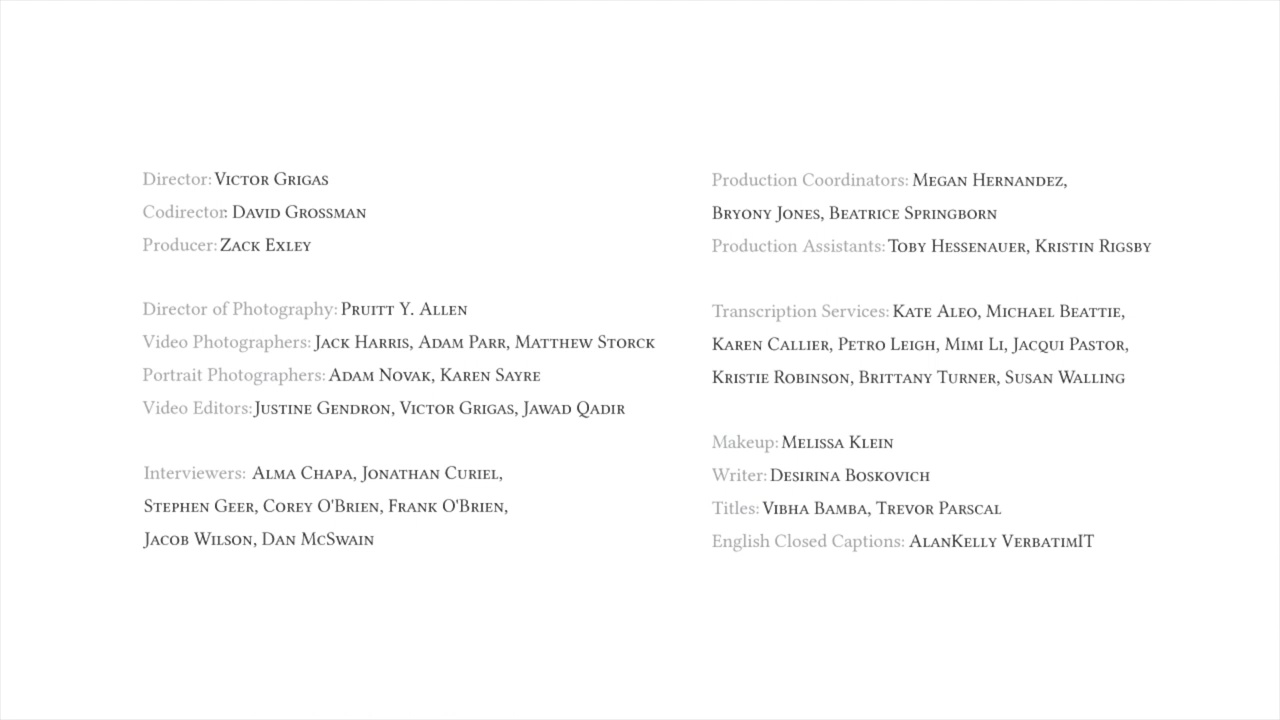 Director: Victor Grigas
Codirector: David Grossman
Producer: Zack Exley
Director of Photography: Pruitt Y. Allen
Video Photographers: Jack Harris, Adam Parr, Matthew Storck
Portrait Photographers: Adam Novak, Karen Sayre
Video Editors: Justine Gendron, Victor Grigas, Jawad Qadir
Interviewers: Alma Chapa, Jonathan Curiel,
Stephen Geer, Corey O'Brien, Frank O'Brien,
Jacob Wilson, Dan McSwain
Production Coordinators: Megan Hernandez,
Bryony Jones, Beatrice Springborn
Production Assistants: Toby Hessenauer, Kristin Rigsby
Transcription Services: Kate Aleo, Michael Beattie,
Karen Callier, Petro Leigh, Mimi Li, Jacqui Pastor,
Kristie Robinson, Brittany Turner, Susan Walling
Makeup: Melissa Klein
Writer: Desirina Boskovich
Titles: Vibha Bamba, Trevor Parscal
English Closed Captions: AlanKelly VerbatimIT